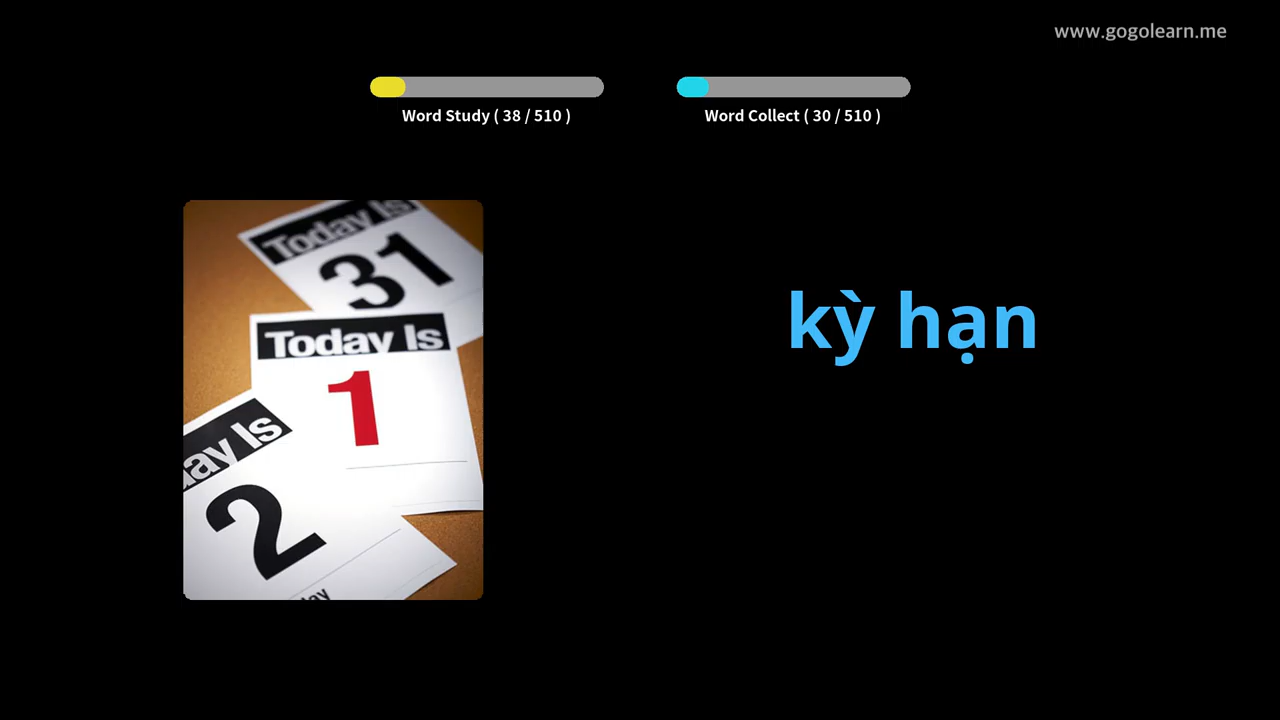 www.gogolearn.me
Word Study ( 38 / 510 )
Word Collect ( 30 / 510 )
Today Is
31
Today Is
1
ay Is
2
kỳ hạn